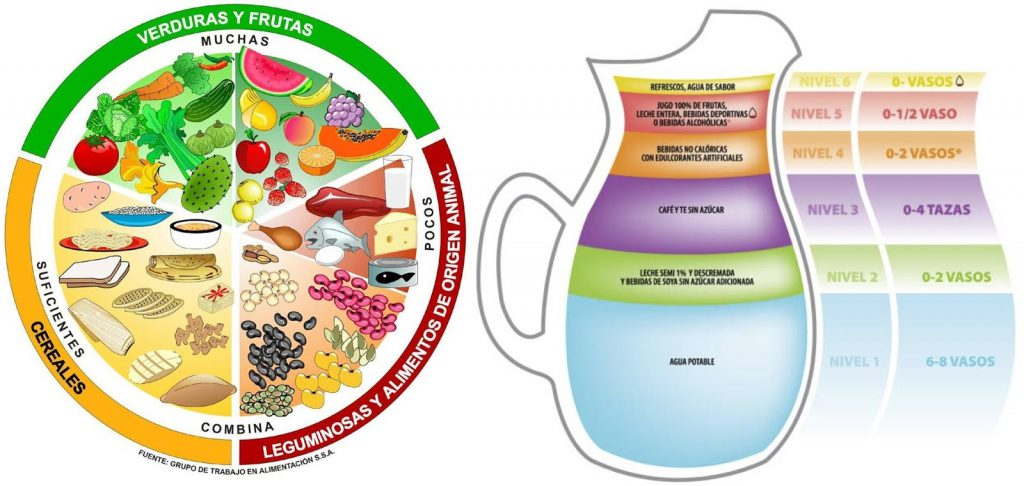 VERDURAS Y FRUTAS
MUCHAS
POCOS
LEGUMINOSAS Y ALIMENTOS DE ORIGEN ANIMAL
SUFICIENTES
CEREALES
COMBINA
FUENTE: GRUPO DE TRABAJO EN ALIMENTACIÓN S.S.A.
REFRESCOS, AGUA DE SABOR
NIVEL 6
0- VASOS
JUGO 100% DE FRUTAS,
LECHE ENTERA, BEBIDAS DEPORTIVAS
O BEBIDAS ALCOHÓLICAS*
NIVEL 5
0-1/2 VASO
BEBIDAS NO CALÓRICAS
CON EDULCORANTES ARTIFICIALES
NIVEL 4
0-2 VASOS*
CAFÉ Y TE SIN AZÚCAR
NIVEL 3
0-4 TAZAS
LECHE SEMI 1% Y DESCREMADA
Y BEBIDAS DE SOYA SIN AZÚCAR ADICIONADA
NIVEL 2
0-2 VASOS
AGUA POTABLE
NIVEL 1
6-8 VASOS